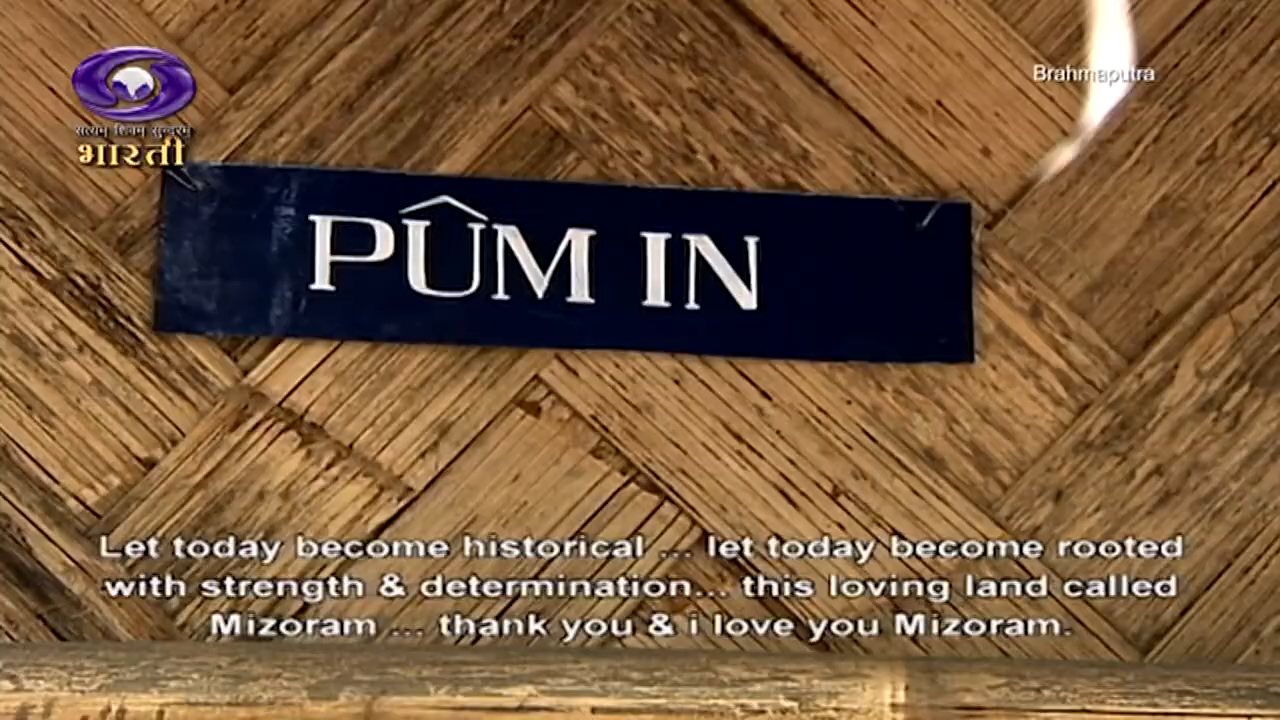 Brahmaputra
सत्यम् शिवम् सुन्दरम्
भारती
PÛM IN
Let today become historical ... let today become rooted
with strength & determination... this loving land called
Mizoram ... thank you & i love you Mizoram.